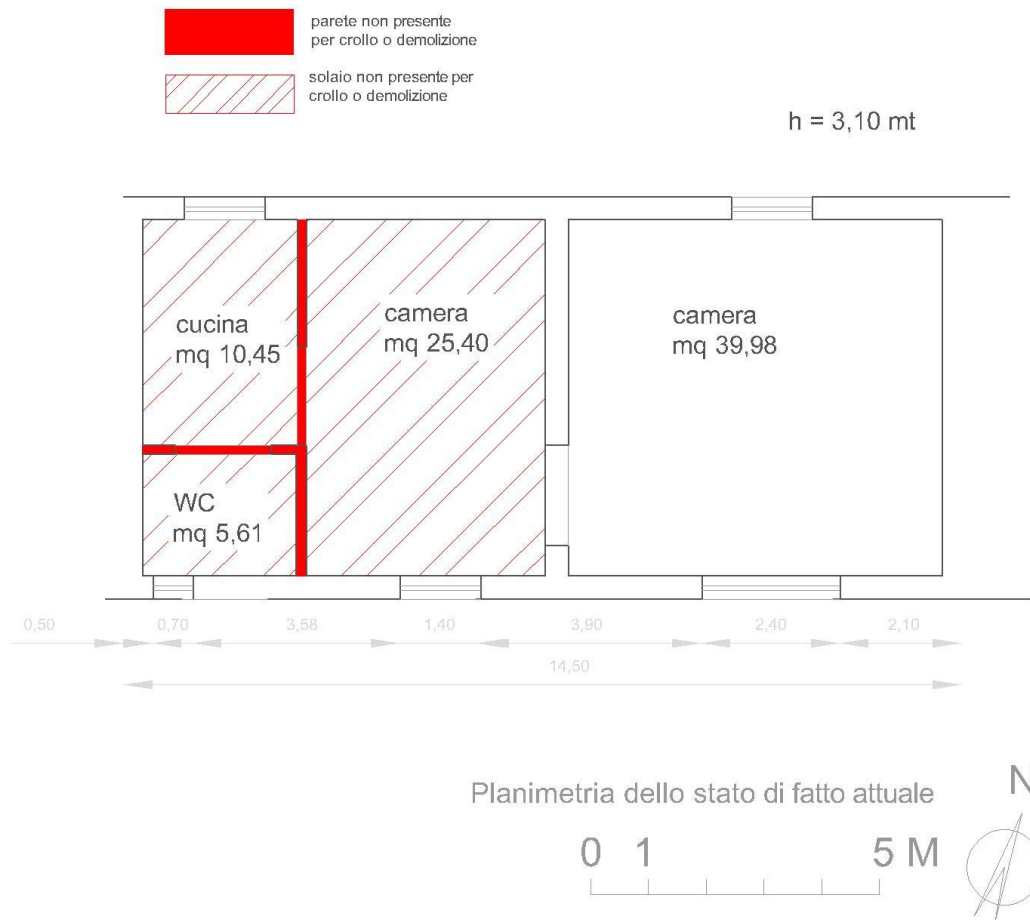 parete non presente
per crollo o demolizione
solaio non presente per
crollo o demolizione
h = 3,10 mt
cucina
mq 10,45
camera
mq 25,40
camera
mq 39,98
WC
mq 5,61
0,50 0,70 3,58 1,40 3,90 2,40 2,10
14,50
Planimetria dello stato di fatto attuale
N
0 1 5 M